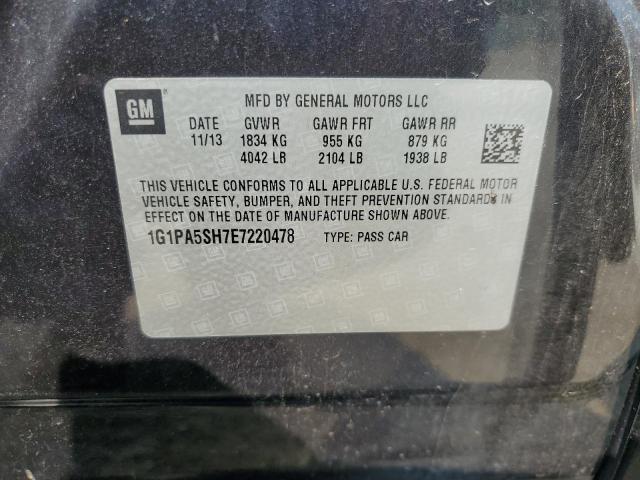 GM
MFD BY GENERAL MOTORS LLC
DATE GVWR GAWR FRT GAWR RR
11/13 1834 KG 955 KG 879 KG
4042 LB 2104 LB 1938 LB
THIS VEHICLE CONFORMS TO ALL APPLICABLE U.S. FEDERAL MOTOR
VEHICLE SAFETY, BUMPER, AND THEFT PREVENTION STANDARDS IN
EFFECT ON THE DATE OF MANUFACTURE SHOWN ABOVE.
1G1PA5SH7E7220478 TYPE: PASS CAR